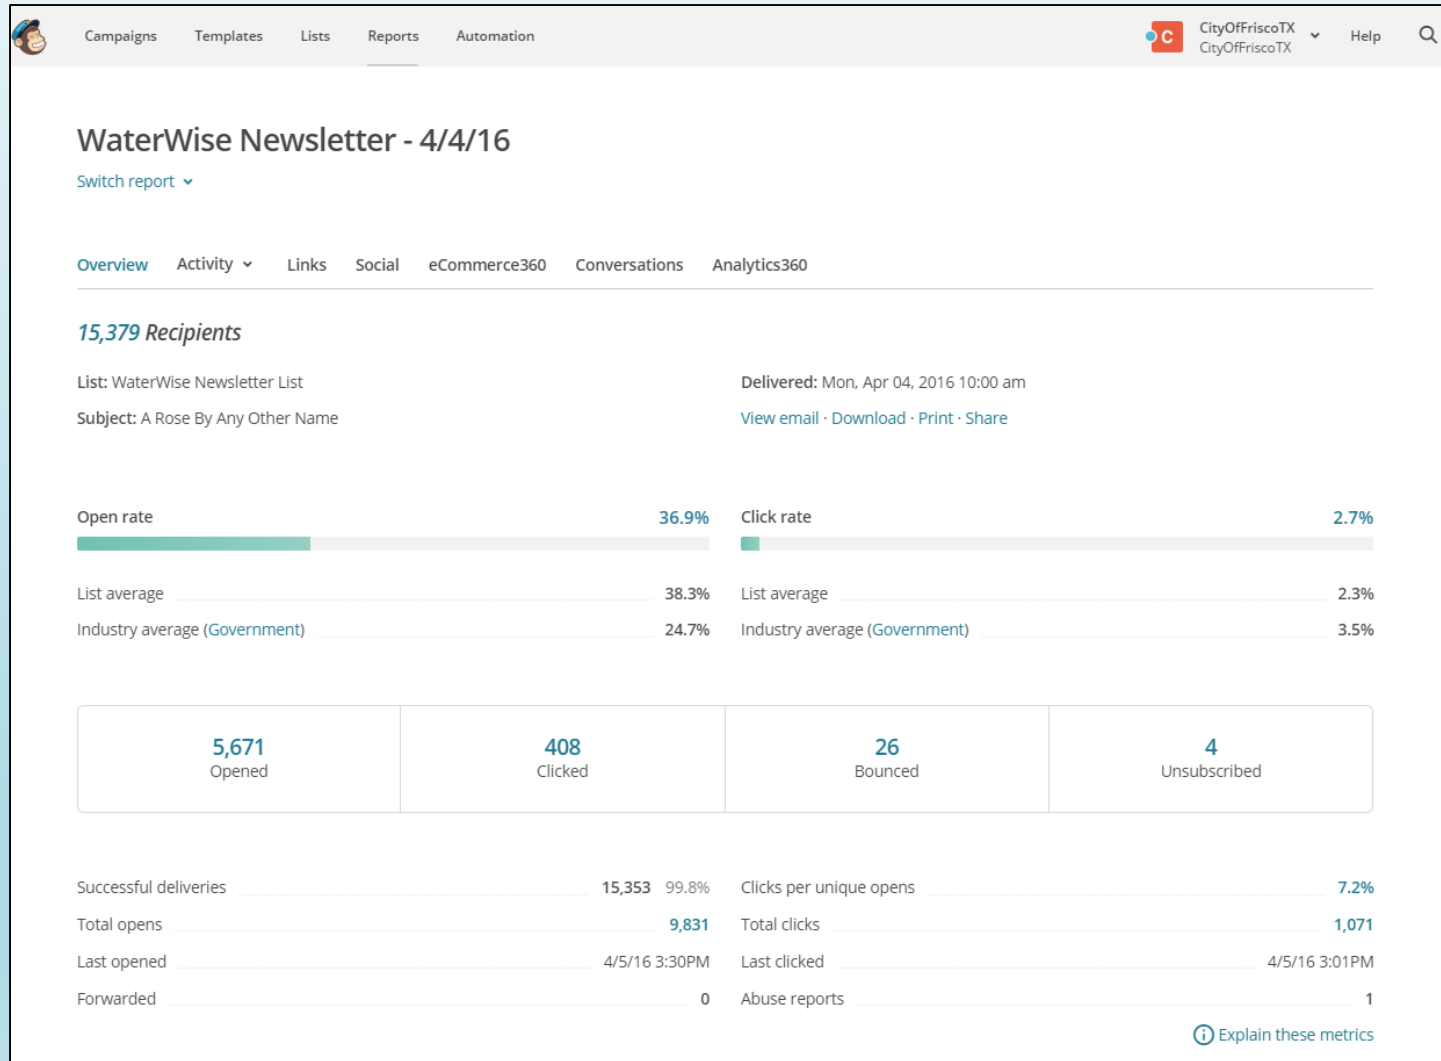 Campaigns Templates Lists Reports Automation
C CityOfFriscoTX Help
CityOfFriscoTX
WaterWise Newsletter - 4/4/16
Switch report
Overview Activity Links Social eCommerce360 Conversations Analytics360
15,379 Recipients
List: WaterWise Newsletter List Delivered: Mon, Apr 04, 2016 10:00 am
Subject: A Rose By Any Other Name View email · Download · Print · Share
Open rate 36.9% Click rate 2.7%
List average 38.3% List average 2.3%
Industry average (Government) 24.7% Industry average (Government) 3.5%
5,671 408 26 4
Opened Clicked Bounced Unsubscribed
Successful deliveries 15,353 99.8% Clicks per unique opens 7.2%
Total opens 9,831 Total clicks 1,071
Last opened 4/5/16 3:30PM Last clicked 4/5/16 3:01PM
Forwarded 0 Abuse reports 1
i Explain these metrics